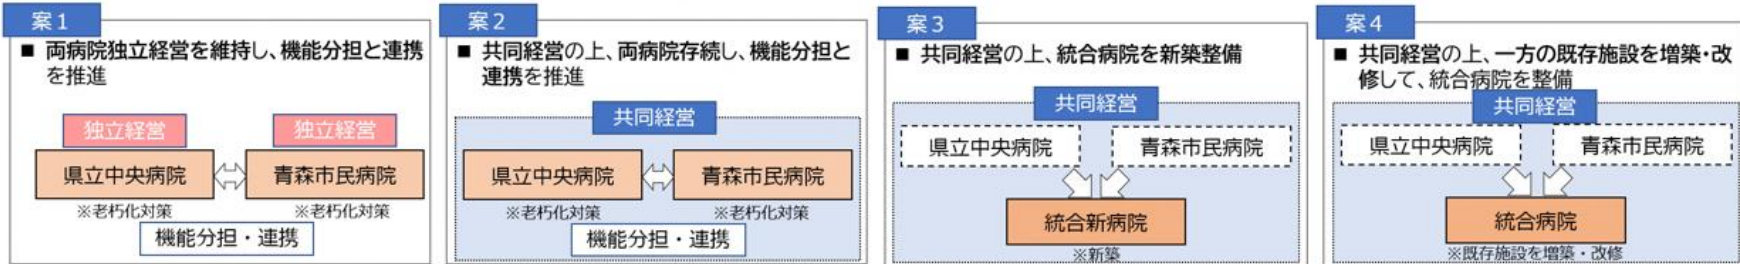 案1
■ 両病院独立経営を維持し、機能分担と連携
を推進
独立経営
独立経営
県立中央病院
青森市民病院
※老朽化対策
※老朽化対策
機能分担・連携
案2
■ 共同経営の上、両病院存続し、機能分担と
連携を推進
共同経営
県立中央病院
青森市民病院
※老朽化対策
※老朽化対策
機能分担・連携
案3
■ 共同経営の上、統合病院を新築整備
共同経営
県立中央病院
青森市民病院
統合新病院
※新築
案4
■ 共同経営の上、一方の既存施設を増築・改
修して、統合病院を整備
共同経営
県立中央病院
青森市民病院
統合病院
※既存施設を増築・改修